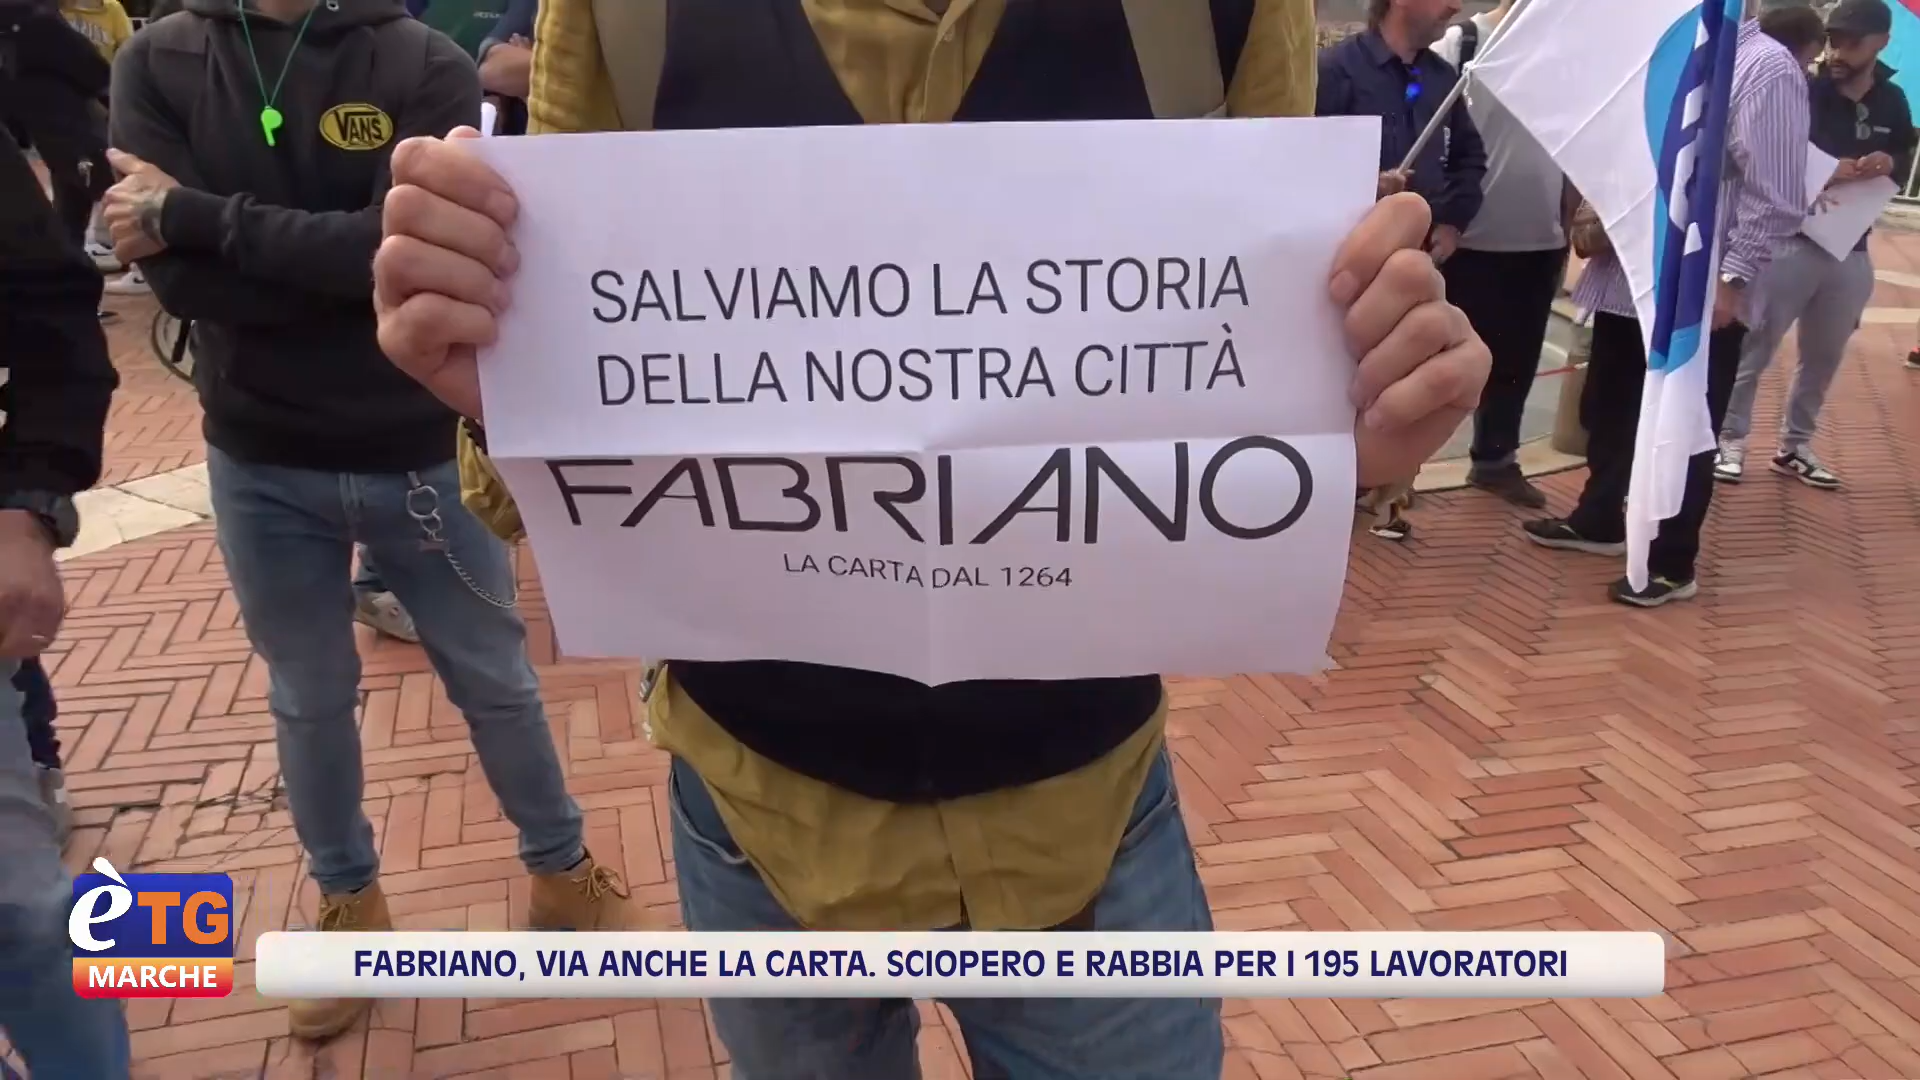 VANS
SALVIAMO LA STORIA
DELLA NOSTRA CITTÀ
FABRIANO
LA CARTA DAL 1264
è TG
MARCHE
FABRIANO, VIA ANCHE LA CARTA. SCIOPERO E RABBIA PER I 195 LAVORATORI